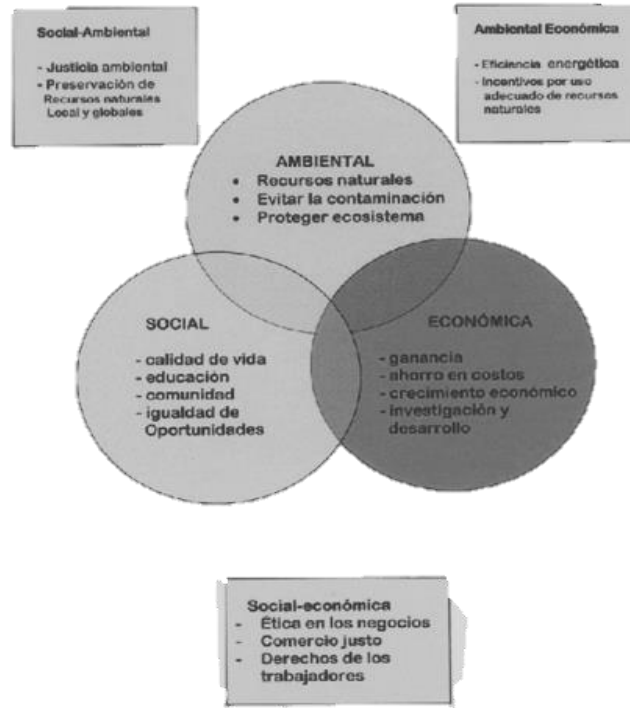 Social-Ambiental
- Justicia ambiental
- Preservación de
Recursos naturales
Local y globales
Ambiental Económica
- Eficiencia energética
- Incentivos por uso
adecuado de recursos
naturales
AMBIENTAL
• Recursos naturales
• Evitar la contaminación
• Proteger ecosistema
SOCIAL
- calidad de vida
- educación
- comunidad
- igualdad de
Oportunidades
ECONÓMICA
- ganancia
- ahorro en costos
- crecimiento económico
- investigación y
desarrollo
Social-económica
- Ética en los negocios
- Comercio justo
- Derechos de los
trabajadores